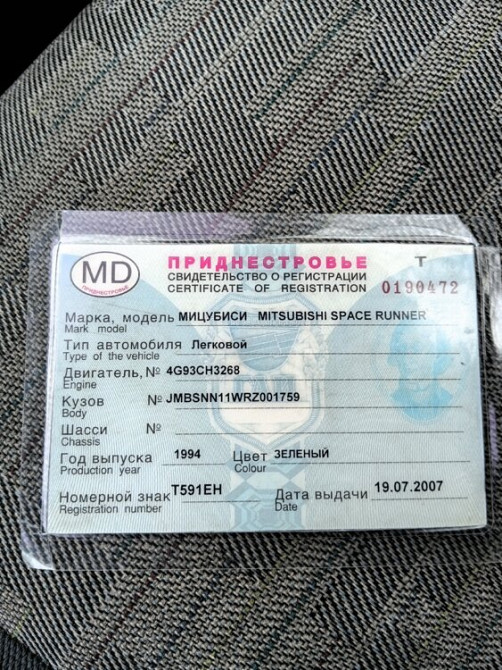 MD
ПРИДНЕСТРОВЬЕ
ПРИДНЕСТРОВЬЕ Т
СВИДЕТЕЛЬСТВО О РЕГИСТРАЦИИ
CERTIFICATE OF REGISTRATION 0190472
Марка, модель МИЦУБИСИ MITSUBISHI SPACE RUNNER
Mark model
Тип автомобиля Легковой
Type of the vehicle
Двигатель, № 4G93CH3268
Engine
Кузов № JMBSNN11WRZ001759
Body
Шасси №
Chassis
Год выпуска 1994 Цвет ЗЕЛЕНЫЙ
Production year Colour
Номерной знак Т591ЕН Дата выдачи 19.07.2007
Registration number Date